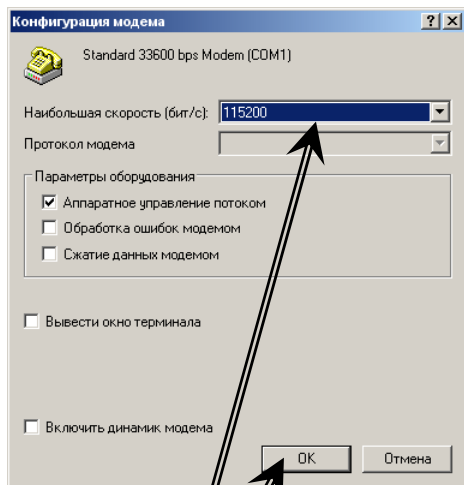 Конфигурация модема
Standard 33600 bps Modem (COM1)
Наибольшая скорость (бит/с): 115200
Протокол модема
Параметры оборудования
Аппаратное управление потоком
Обработка ошибок модемом
Сжатие данных модемом
Вывести окно терминала
Включить динамик модема
OK Отмена